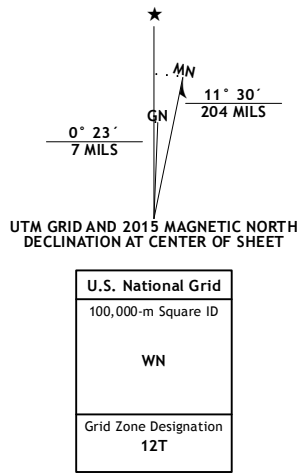 ★
MN
GN
11° 30´
204 MILS
0° 23´
7 MILS
UTM GRID AND 2015 MAGNETIC NORTH
DECLINATION AT CENTER OF SHEET
U.S. National Grid
100,000-m Square ID
WN
Grid Zone Designation
12T